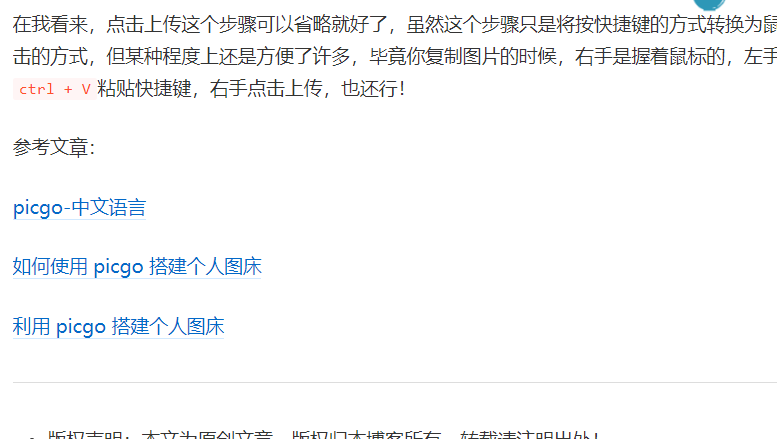 在我看来，点击上传这个步骤可以省略就好了，虽然这个步骤只是将按快捷键的方式转换为鼠
击的方式，但某种程度上还是方便了许多，毕竟你复制图片的时候，右手是握着鼠标的，左手
ctrl + V 粘贴快捷键，右手点击上传，也还行！
参考文章：
picgo-中文语言
如何使用 picgo 搭建个人图床
利用 picgo 搭建个人图床
版权声明：本文为原创文章，版权归本博客所有，转载请注明出处！